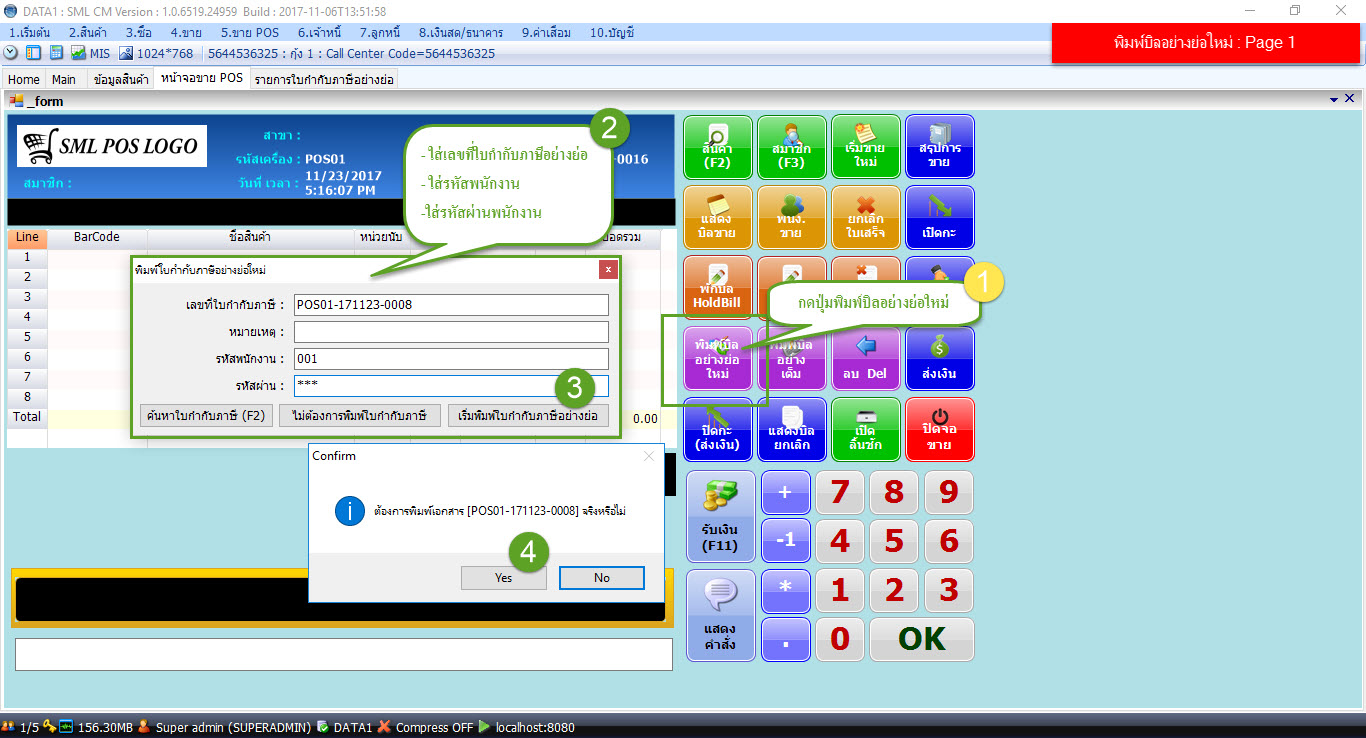 DATA1 : SML CM Version : 1.0.6519.24959 Build : 2017-11-06T13:51:58
1.เริ่มต้น 2.สินค้า 3.ซื้อ 4.ขาย 5.ขาย POS 6.เจ้าหนี้ 7.ลูกหนี้ 8.เงินสด/ธนาคาร 9.ค่าเสื่อม 10.บัญชี
MIS 1024*768 5644536325 : กุ้ง 1 : Call Center Code=5644536325
พิมพ์บิลอย่างย่อใหม่ : Page 1
Home Main ข้อมูลสินค้า หน้าจอขาย POS รายการใบกำกับภาษีอย่างย่อ
_form
SML POS LOGO
สาขา :
รหัสเครื่อง : POS01
-0016
สมาชิก :
วันที่ เวลา : 11/23/2017
5:16:07 PM
2
- ใส่เลขที่ใบกำกับภาษีอย่างย่อ
- ใส่รหัสพนักงาน
-ใส่รหัสผ่านพนักงาน
Line BarCode ชื่อสินค้า หน่วยนับ
1
2
3
4
5
6
7
8
Total
0.00
พิมพ์ใบกำกับภาษีอย่างย่อใหม่ x
เลขที่ใบกำกับภาษี : POS01-171123-0008
หมายเหตุ :
รหัสพนักงาน : 001
รหัสผ่าน : ***
3
ค้นหาใบกำกับภาษี (F2) ไม่ต้องการพิมพ์ใบกำกับภาษี เริ่มพิมพ์ใบกำกับภาษีอย่างย่อ
Confirm
ต้องการพิมพ์เอกสาร [POS01-171123-0008] จริงหรือไม่
4
Yes No
สินค้า
(F2)
สมาชิก
(F3)
เริ่มขาย
ใหม่
สรุปการ
ขาย
แสดง
บิลขาย
พนง.
ขาย
ยกเลิก
ใบเสร็จ
เปิดกะ
พักบิล
HoldBill
1
กดปุ่มพิมพ์บิลอย่างย่อใหม่
พิมพ์บิล
อย่างย่อ
ใหม่
พิมพ์บิล
อย่าง
เต็ม
ลบ Del
ส่งเงิน
ปิดกะ
(ส่งเงิน)
แสดงบิล
ยกเลิก
เปิด
ลิ้นชัก
ปิดจอ
ขาย
รับเงิน
(F11)
+ 7 8 9
-1 4 5 6
แสดง
คำสั่ง
* 1 2 3
. 0 OK
1/5 156.30MB Super admin (SUPERADMIN) DATA1 Compress OFF localhost:8080